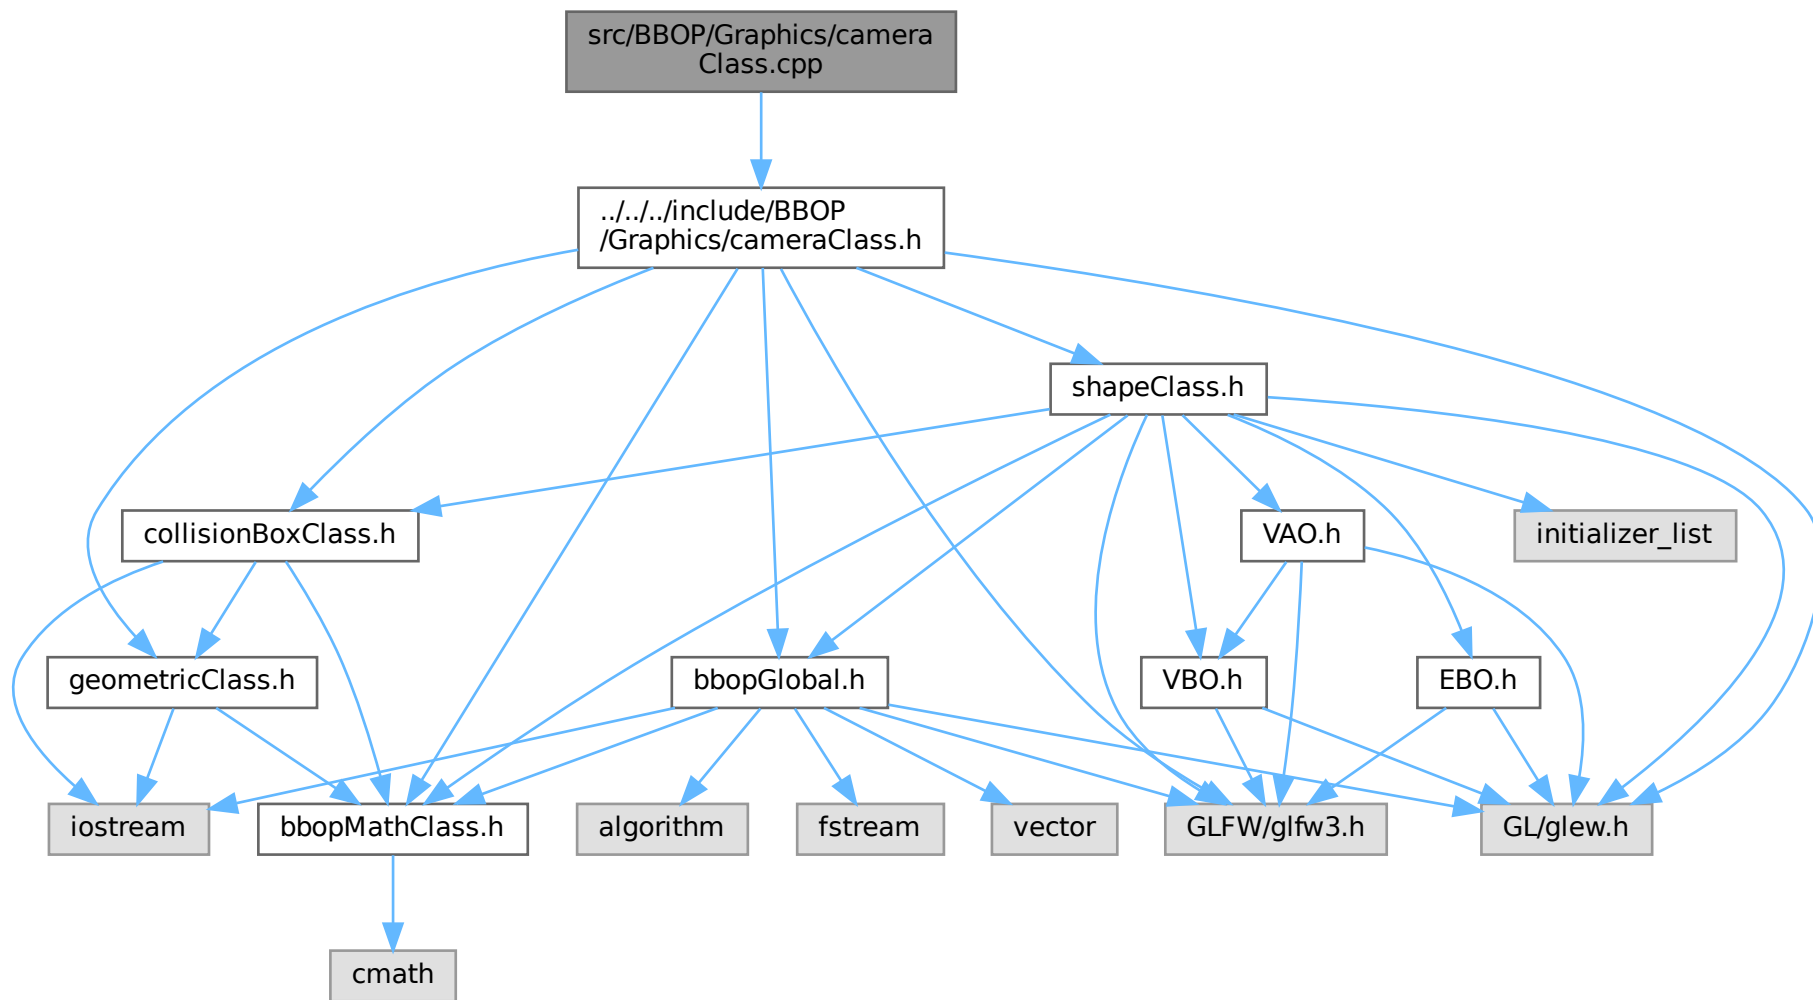 src/BBOP/Graphics/camera
Class.cpp
../../../include/BBOP
/Graphics/cameraClass.h
shapeClass.h
collisionBoxClass.h
VAO.h
initializer_list
geometricClass.h
bbopGlobal.h
VBO.h
EBO.h
iostream
bbopMathClass.h
algorithm
fstream
vector
GLFW/glfw3.h
GL/glew.h
cmath